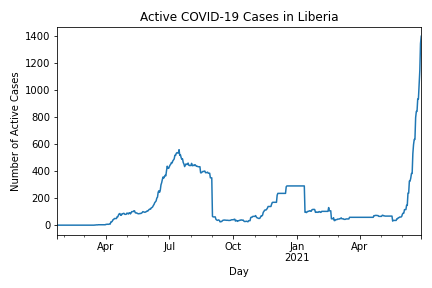 Active COVID-19 Cases in Liberia
Number of Active Cases
1400
1200
1000
800
600
400
200
0
Apr
Jul
Oct
Jan
2021
Apr
Day